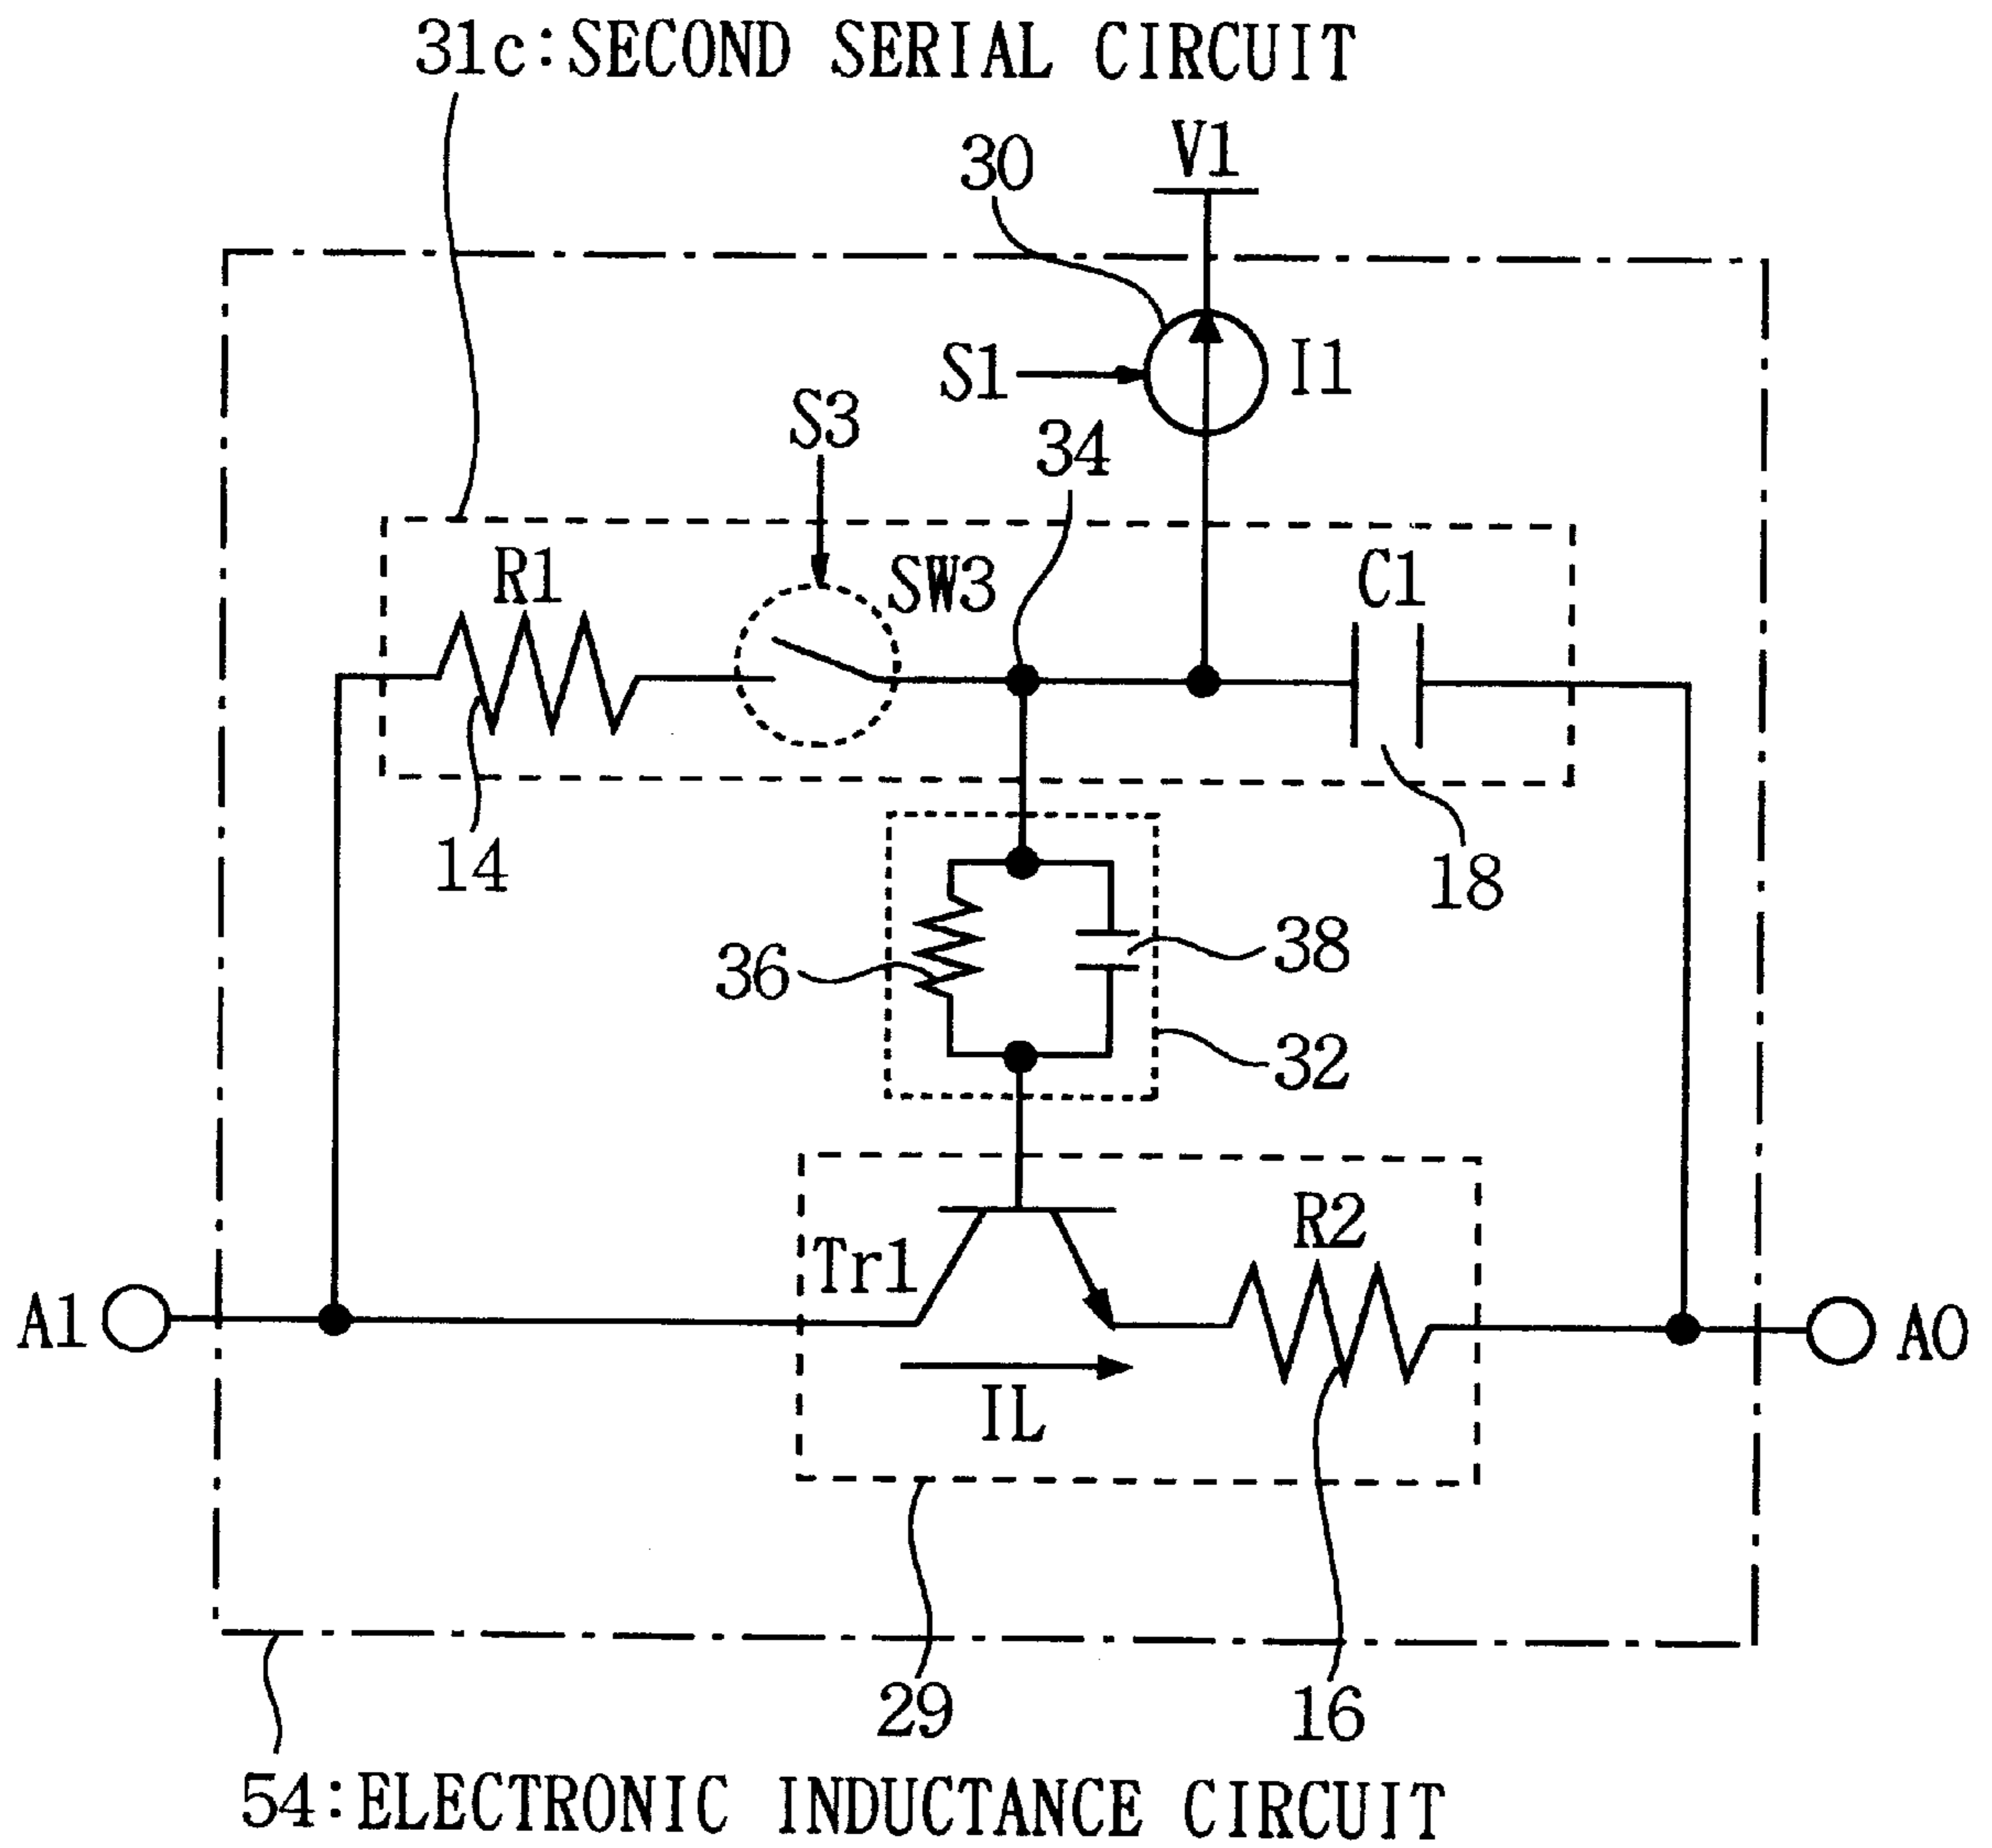 31c:SECOND SERIAL CIRCUIT
V1
30
S1
I1
S3
34
R1
SW3
C1
14
18
36
38
32
Tr1
R2
A1
A0
IL
29
16
54:ELECTRONIC INDUCTANCE CIRCUIT